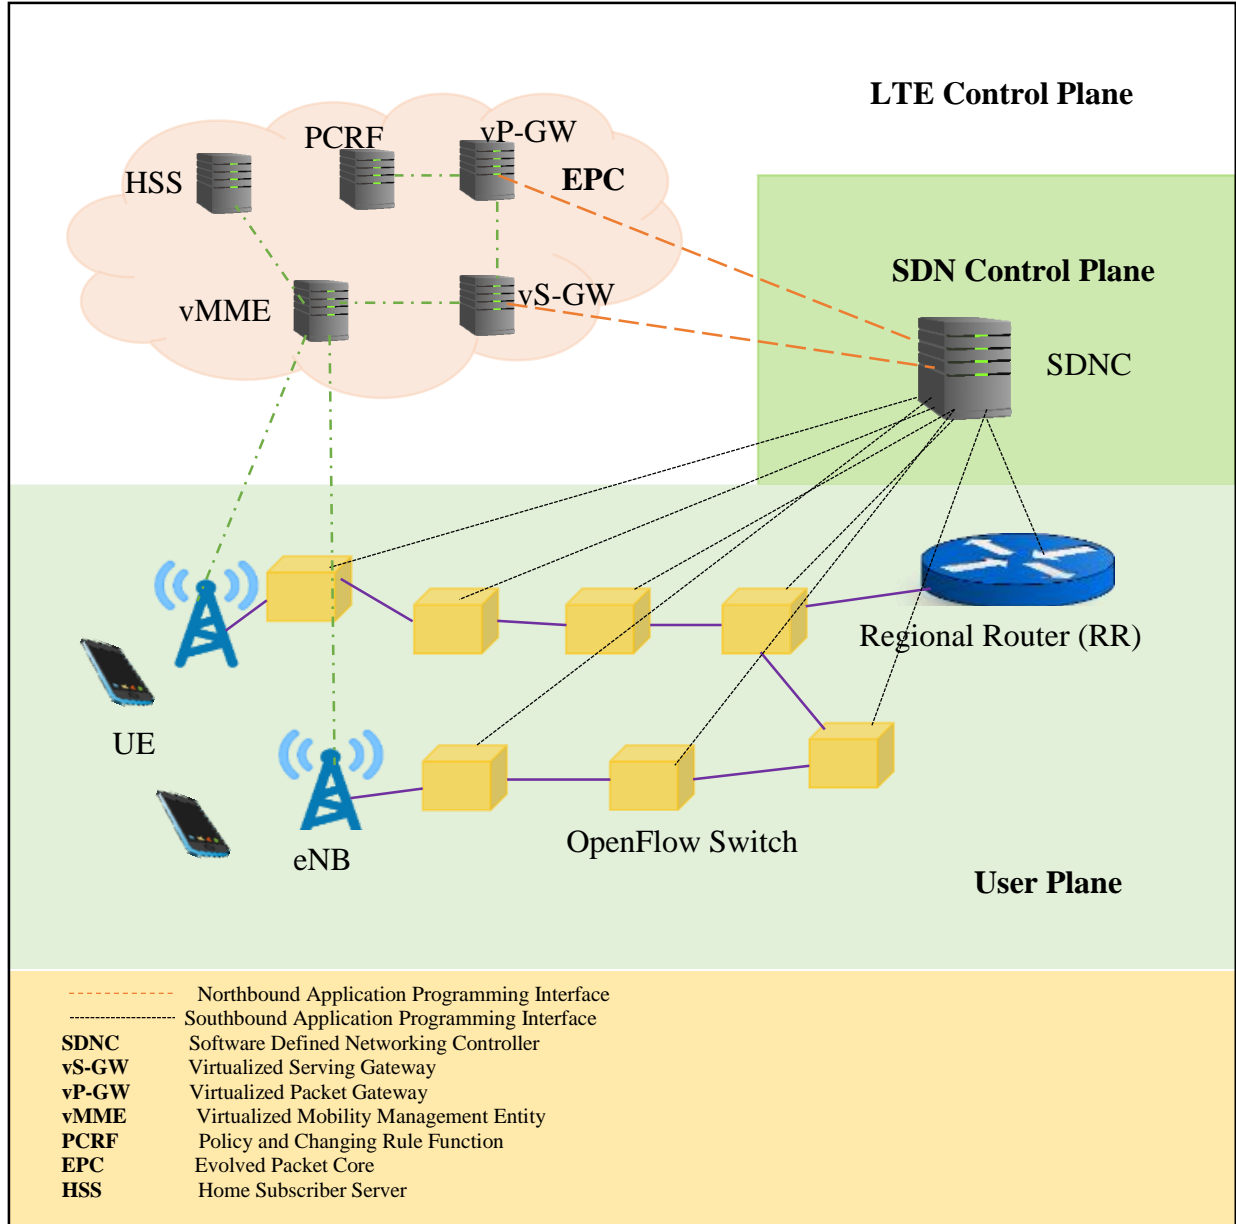 LTE Control Plane
PCRF
vP-GW
HSS
EPC
SDN Control Plane
vMME
vS-GW
SDNC
Regional Router (RR)
UE
OpenFlow Switch
eNB
User Plane
Northbound Application Programming Interface
Southbound Application Programming Interface
SDNC Software Defined Networking Controller
vS-GW Virtualized Serving Gateway
vP-GW Virtualized Packet Gateway
vMME Virtualized Mobility Management Entity
PCRF Policy and Changing Rule Function
EPC Evolved Packet Core
HSS Home Subscriber Server